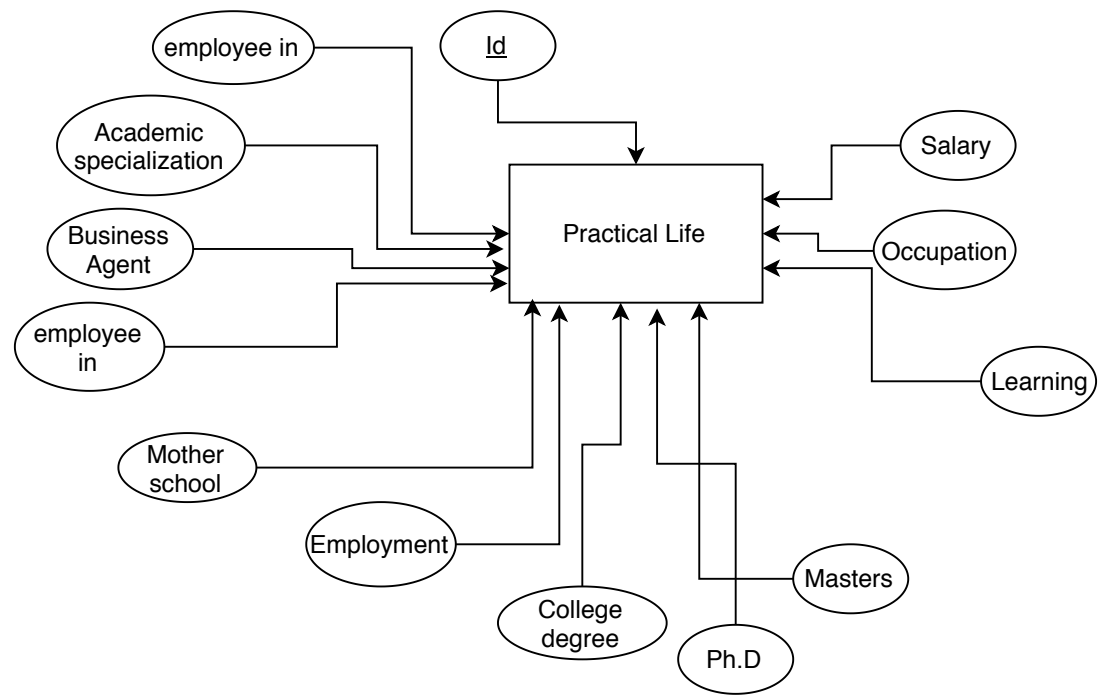 employee in
Id
Academic
specialization
Salary
Business
Agent
Practical Life
Occupation
employee
in
Learning
Mother
school
Employment
College
degree
Masters
Ph.D